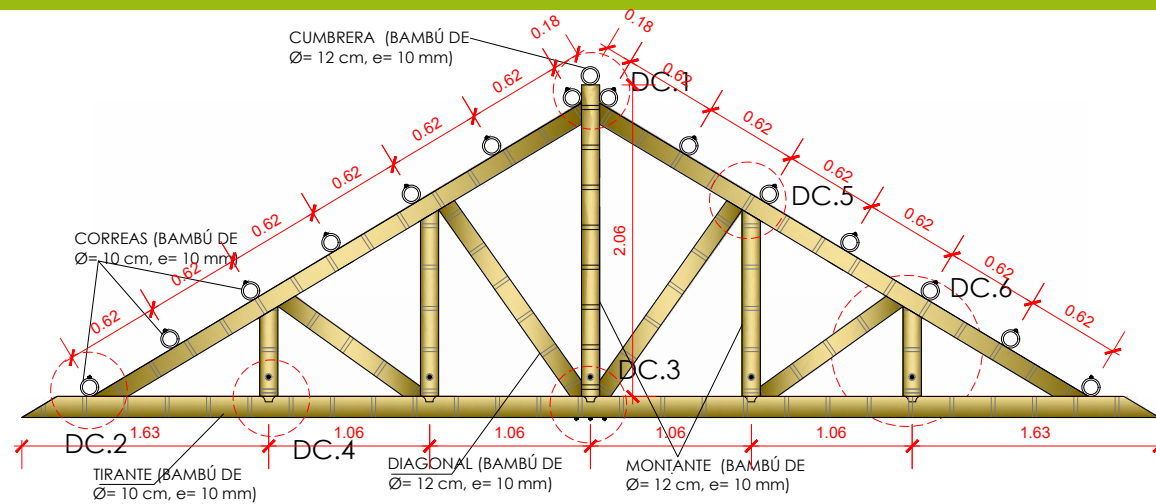 CUMBRERA (BAMBÚ DE
Ø= 12 cm, e= 10 mm)
0.18
0.18
DC.1
0.62
0.62
0.62
0.62
0.62
0.62
0.62
0.62
0.62
0.62
0.62
0.62
DC.5
CORREAS (BAMBÚ DE
Ø= 10 cm, e= 10 mm)
2.06
DC.6
DC.3
DC.2
1.63
DC.4
1.06
1.06
1.06
1.06
1.63
TIRANTE (BAMBÚ DE
Ø= 10 cm, e= 10 mm)
DIAGONAL (BAMBÚ DE
Ø= 12 cm, e= 10 mm)
MONTANTE (BAMBÚ DE
Ø= 12 cm, e= 10 mm)